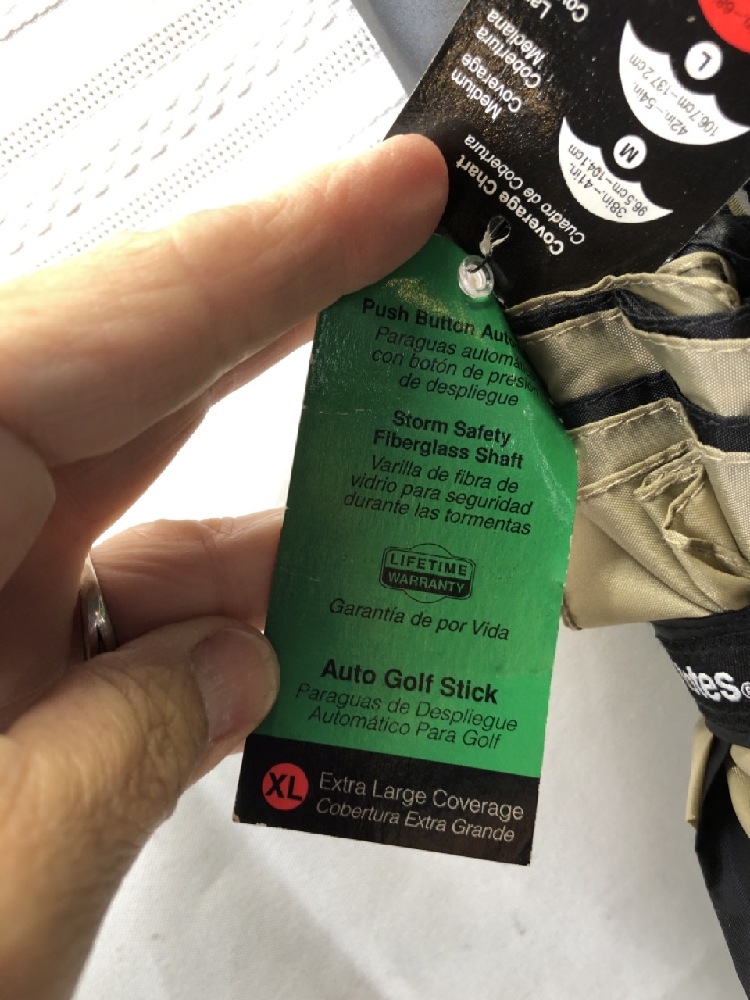 Push Button
Paraguas
con botón de
de despliegue
Storm Safety
Fiberglass Shaft
Varilla de fibra de
vidrio para seguridad
durante las tormentas
LIFETIME
WARRANTY
Garantía de por Vida
Auto Golf Stick
Paraguas de Despliegue
Automático Para Golf
XL Extra Large Coverage
Cobertura Extra Grande
Coverage Chart
Cuadro de Cobertura
Medium
Coverage
Cobertura
Mediana
M
38in.–41in.
96.5cm–104.1cm
L
42in–54in.
106.7cm–137.2cm